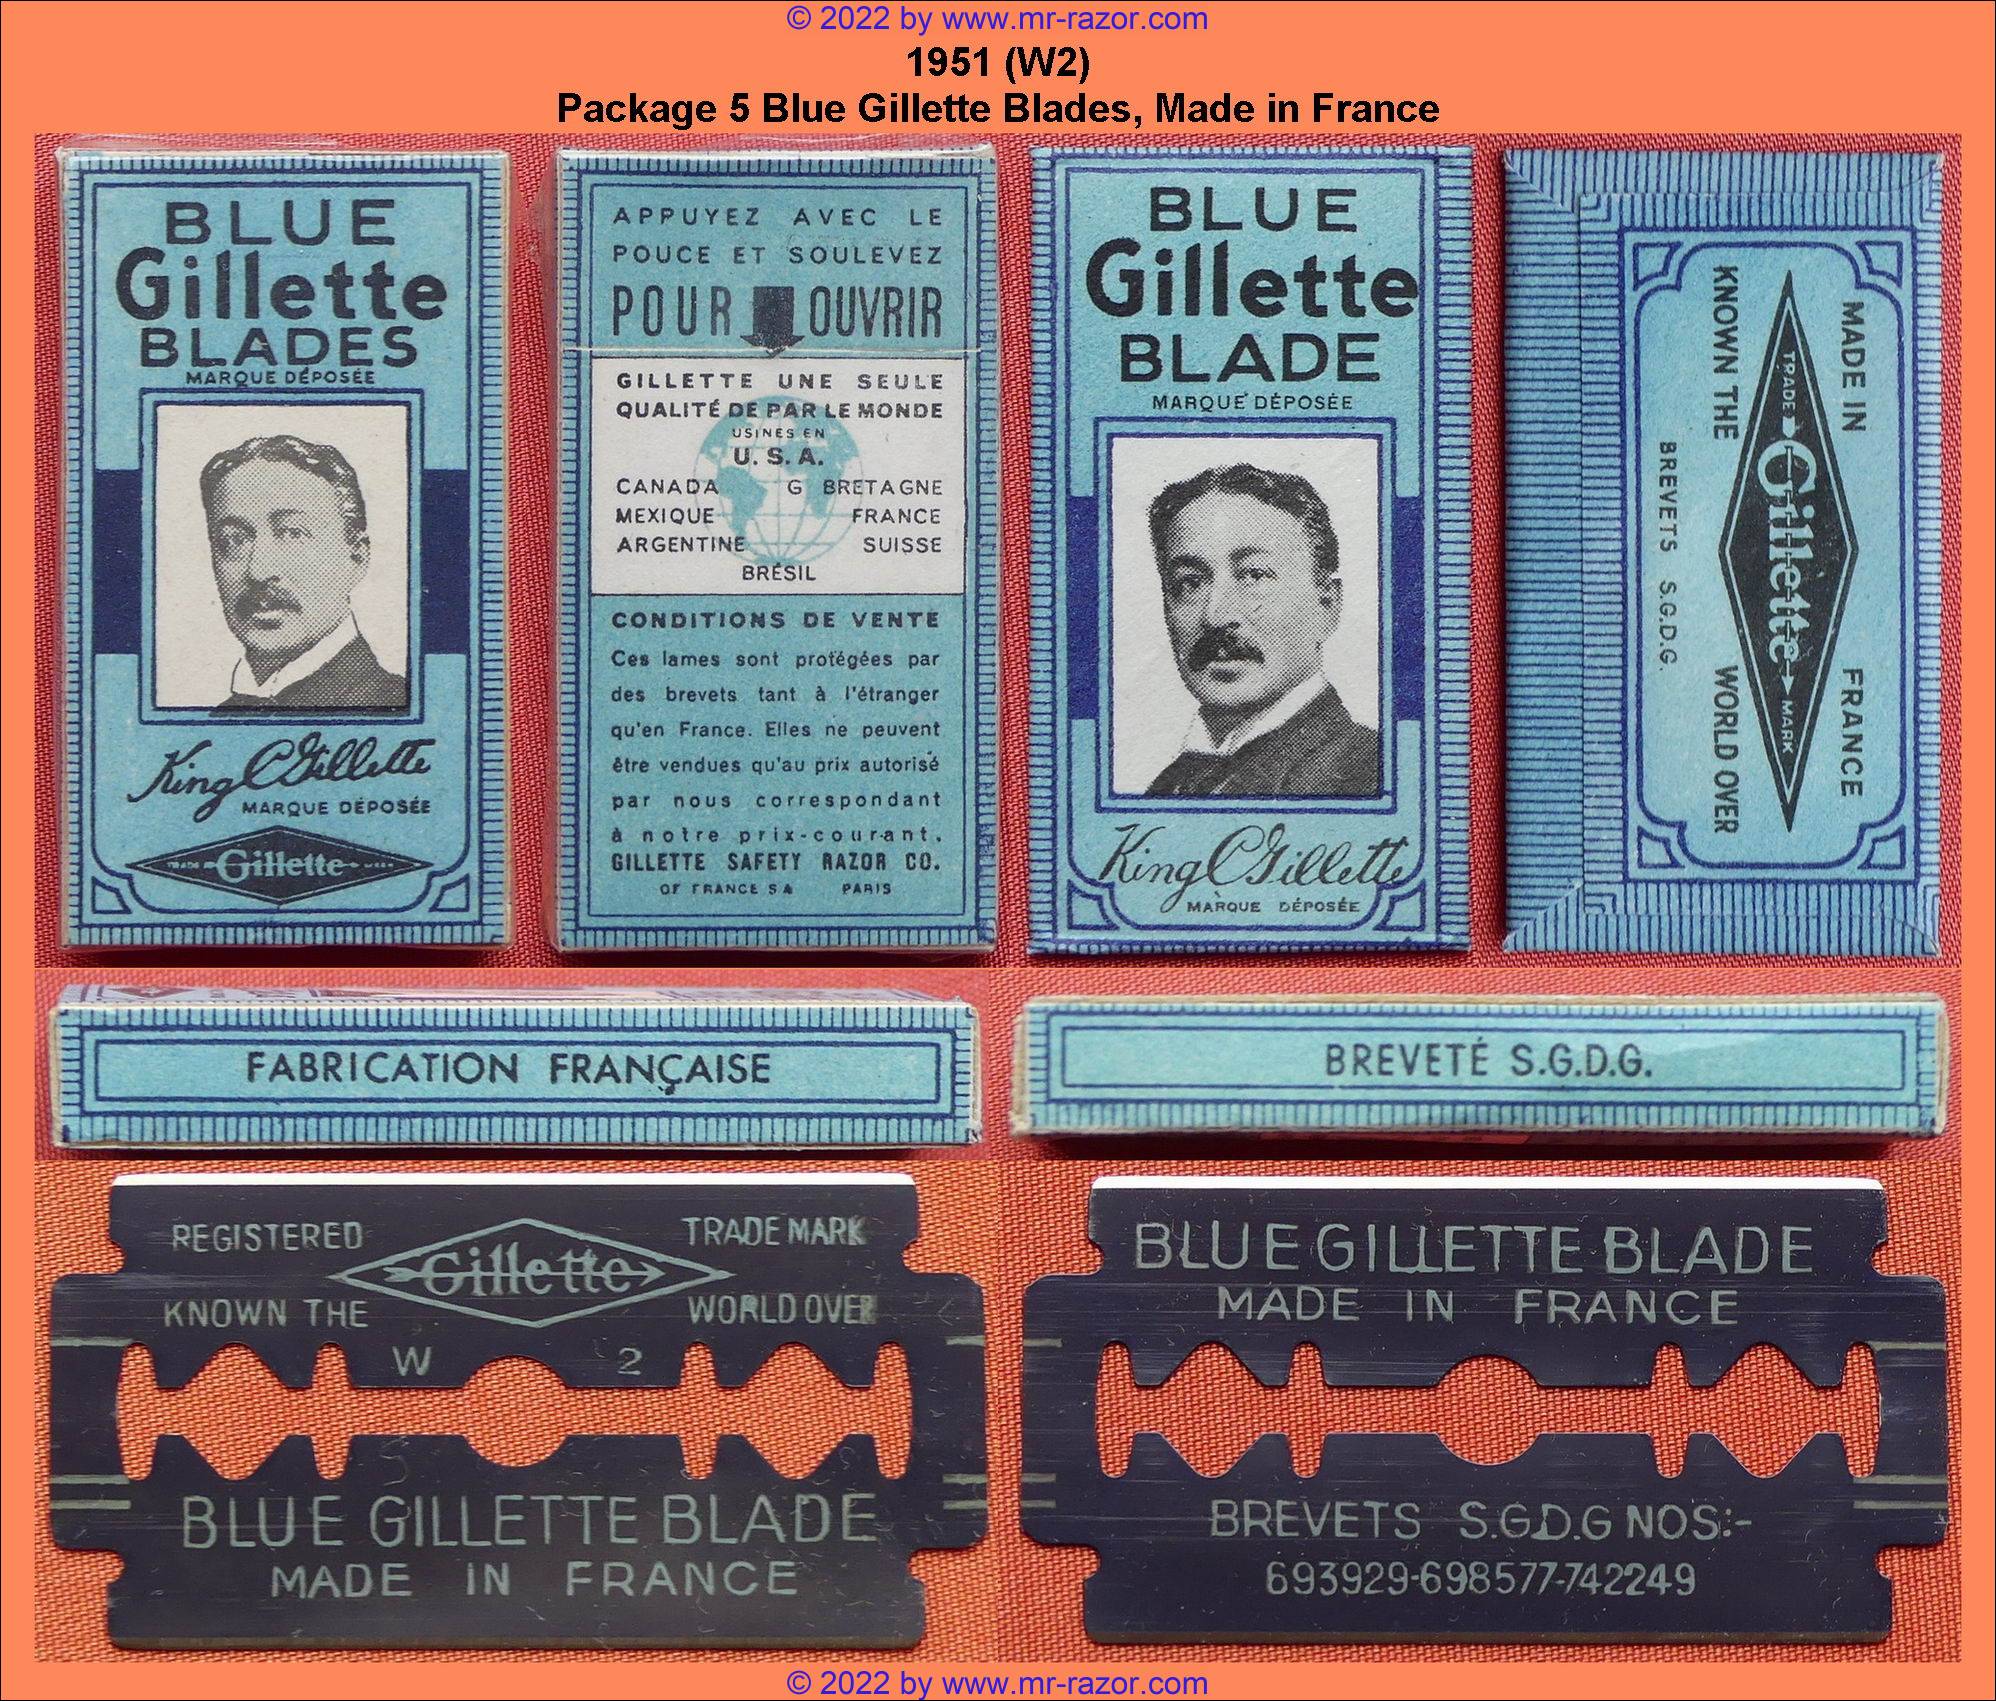 © 2022 by www.mr-razor.com
1951 (W2)
Package 5 Blue Gillette Blades, Made in France
BLUE
Gillette
BLADES
MARQUE DÉPOSÉE
King C Gillette
MARQUE DÉPOSÉE
TRADE Gillette MARK
APPUYEZ AVEC LE
POUCE ET SOULEVEZ
POUR OUVRIR
GILLETTE UNE SEULE
QUALITÉ DE PAR LE MONDE
USINES EN
U. S. A.
CANADA G BRETAGNE
MEXIQUE FRANCE
ARGENTINE SUISSE
BRÉSIL
CONDITIONS DE VENTE
Ces lames sont protégées par
des brevets tant à l'étranger
qu'en France. Elles ne peuvent
être vendues qu'au prix autorisé
par nous correspondant
à notre prix-courant.
GILLETTE SAFETY RAZOR CO.
OF FRANCE S A PARIS
BLUE
Gillette
BLADE
MARQUE DÉPOSÉE
King C Gillette
MARQUE DÉPOSÉE
MADE IN FRANCE
TRADE Gillette MARK
KNOWN THE WORLD OVER
BREVETS S.G.D.G.
FABRICATION FRANÇAISE
BREVETÉ S.G.D.G.
REGISTERED Gillette TRADE MARK
KNOWN THE WORLD OVER
W 2
BLUE GILLETTE BLADE
MADE IN FRANCE
BLUE GILLETTE BLADE
MADE IN FRANCE
BREVETS S.G.D.G NOS:-
693929-698577-742249
© 2022 by www.mr-razor.com